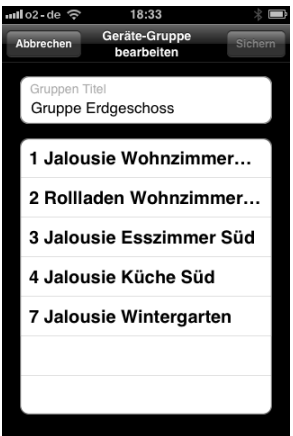 o2-de 18:33
Abbrechen Geräte-Gruppe bearbeiten Sichern
Gruppen Titel
Gruppe Erdgeschoss
1 Jalousie Wohnzimmer...
2 Rollladen Wohnzimmer...
3 Jalousie Esszimmer Süd
4 Jalousie Küche Süd
7 Jalousie Wintergarten